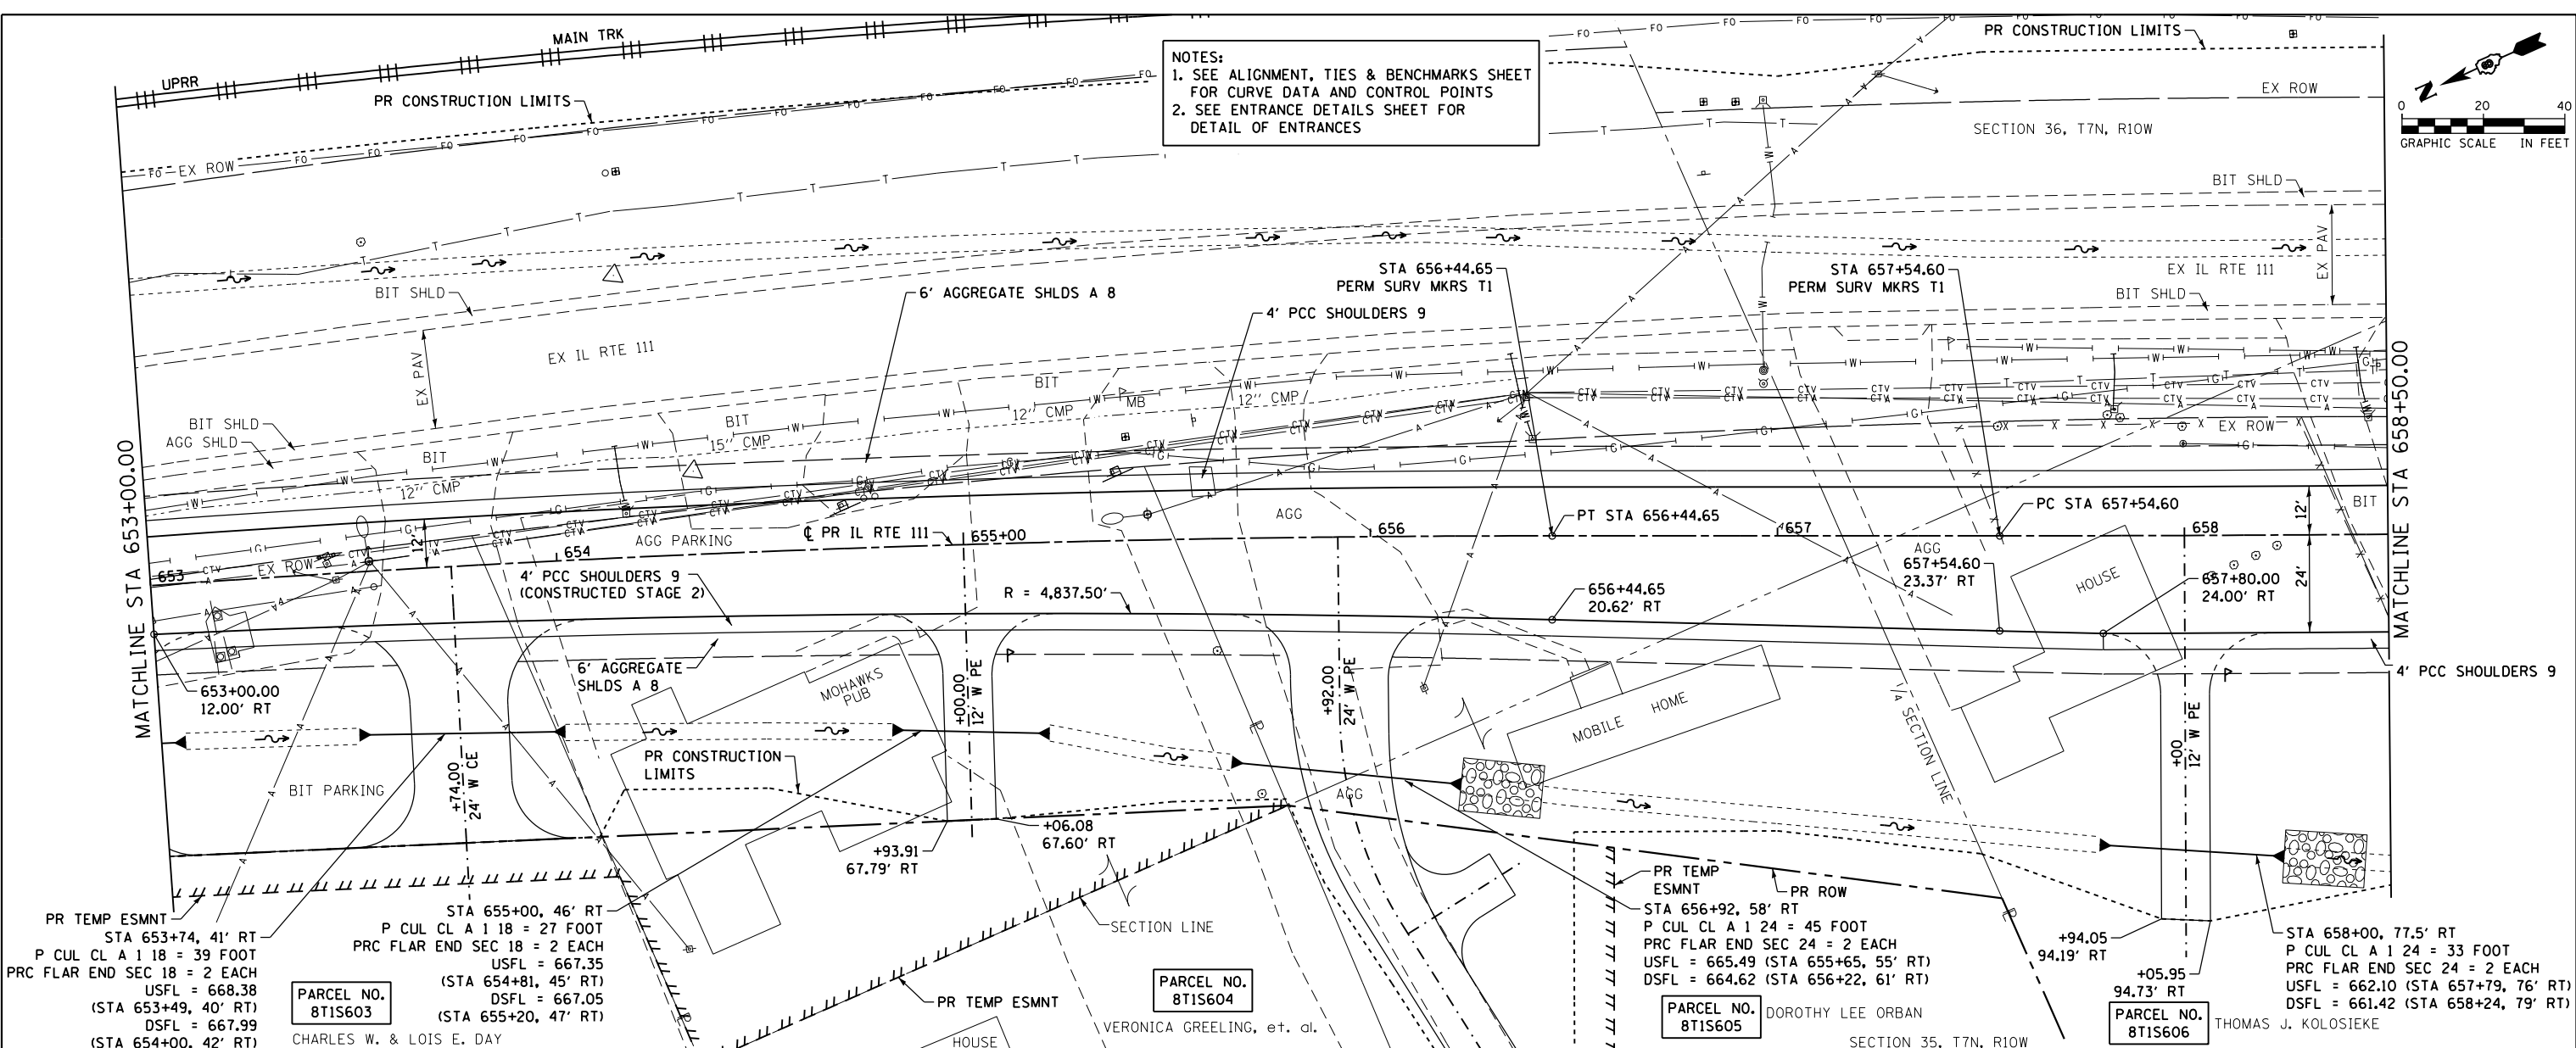 MAIN TRK
UPRR
PR CONSTRUCTION LIMITS
NOTES:
1. SEE ALIGNMENT, TIES & BENCHMARKS SHEET
FOR CURVE DATA AND CONTROL POINTS
2. SEE ENTRANCE DETAILS SHEET FOR
DETAIL OF ENTRANCES
PR CONSTRUCTION LIMITS
EX ROW
SECTION 36, T7N, R10W
N
0 20 40
GRAPHIC SCALE IN FEET
EX ROW
BIT SHLD
EX PAV
EX IL RTE 111
BIT SHLD
BIT SHLD
EX PAV
EX IL RTE 111
6' AGGREGATE SHLDS A 8
4' PCC SHOULDERS 9
STA 656+44.65
PERM SURV MKRS T1
STA 657+54.60
PERM SURV MKRS T1
BIT SHLD
AGG SHLD
BIT
12" CMP
BIT
15" CMP
BIT
12" CMP
MB
12" CMP
EX ROW
MATCHLINE STA 653+00.00
MATCHLINE STA 658+50.00
653
EX ROW
12'
654
AGG PARKING
℄ PR IL RTE 111
655+00
AGG
656
PT STA 656+44.65
657
PC STA 657+54.60
658
12'
BIT
24'
AGG
657+54.60
23.37' RT
HOUSE
657+80.00
24.00' RT
656+44.65
20.62' RT
4' PCC SHOULDERS 9
(CONSTRUCTED STAGE 2)
R = 4,837.50'
6' AGGREGATE
SHLDS A 8
653+00.00
12.00' RT
MOHAWKS
PUB
+00.00
12' W PE
+92.00
24' W PE
MOBILE HOME
1/4 SECTION LINE
+00
12' W PE
4' PCC SHOULDERS 9
BIT PARKING
+74.00
24' W CE
PR CONSTRUCTION
LIMITS
AGG
+06.08
67.60' RT
+93.91
67.79' RT
SECTION LINE
PR TEMP ESMNT
PR TEMP
ESMNT
PR ROW
PR TEMP ESMNT
STA 653+74, 41' RT
P CUL CL A 1 18 = 39 FOOT
PRC FLAR END SEC 18 = 2 EACH
USFL = 668.38
(STA 653+49, 40' RT)
DSFL = 667.99
(STA 654+00, 42' RT)
STA 655+00, 46' RT
P CUL CL A 1 18 = 27 FOOT
PRC FLAR END SEC 18 = 2 EACH
USFL = 667.35
(STA 654+81, 45' RT)
DSFL = 667.05
(STA 655+20, 47' RT)
STA 656+92, 58' RT
P CUL CL A 1 24 = 45 FOOT
PRC FLAR END SEC 24 = 2 EACH
USFL = 665.49 (STA 655+65, 55' RT)
DSFL = 664.62 (STA 656+22, 61' RT)
+94.05
94.19' RT
+05.95
94.73' RT
STA 658+00, 77.5' RT
P CUL CL A 1 24 = 33 FOOT
PRC FLAR END SEC 24 = 2 EACH
USFL = 662.10 (STA 657+79, 76' RT)
DSFL = 661.42 (STA 658+24, 79' RT)
PARCEL NO.
8T1S603
CHARLES W. & LOIS E. DAY
HOUSE
PARCEL NO.
8T1S604
VERONICA GREELING, et. al.
PARCEL NO.
8T1S605
DOROTHY LEE ORBAN
SECTION 35, T7N, R10W
PARCEL NO.
8T1S606
THOMAS J. KOLOSIEKE